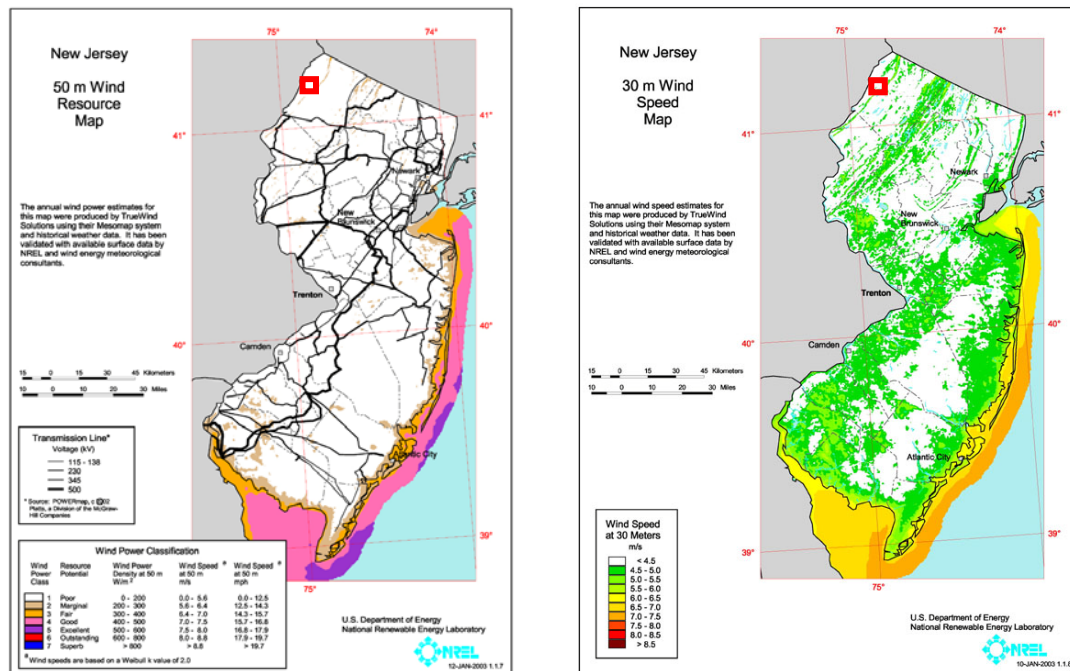 New Jersey
50 m Wind
Resource
Map
The annual wind power estimates for
this map were produced by TrueWind
Solutions using their Mesomap system
and historical weather data. It has been
validated with available surface data by
NREL and wind energy meteorological
consultants.
75°
74°
41°
41°
Newark
New
Brunswick
Trenton
40°
40°
Camden
Atlantic City
39°
39°
75°
15 0 15 30 45 Kilometers
10 0 10 20 30 Miles
Transmission Line*
Voltage (kV)
115 - 138
230
345
500
* Source: POWERmap, c 2002
Platts, a Division of the McGraw-
Hill Companies
Wind Power Classification
Wind Power Class Resource Potential Wind Power Density at 50 m W/m² Wind Speed ª at 50 m m/s Wind Speed ª at 50 m mph
1 Poor 0 - 200 0.0 - 5.6 0.0 - 12.5
2 Marginal 200 - 300 5.6 - 6.4 12.5 - 14.3
3 Fair 300 - 400 6.4 - 7.0 14.3 - 15.7
4 Good 400 - 500 7.0 - 7.5 15.7 - 16.8
5 Excellent 500 - 600 7.5 - 8.0 16.8 - 17.9
6 Outstanding 600 - 800 8.0 - 8.8 17.9 - 19.7
7 Superb > 800 > 8.8 > 19.7
ª Wind speeds are based on a Weibull k value of 2.0
U.S. Department of Energy
National Renewable Energy Laboratory
NREL
12-JAN-2003 1.1.7
New Jersey
30 m Wind
Speed
Map
The annual wind speed estimates for
this map were produced by TrueWind
Solutions using their Mesomap system
and historical weather data. It has been
validated with available surface data by
NREL and wind energy meteorological
consultants.
75°
74°
41°
41°
Newark
New
Brunswick
Trenton
40°
40°
Camden
Atlantic City
39°
39°
75°
15 0 15 30 45 Kilometers
10 0 10 20 30 Miles
Wind Speed
at 30 Meters
m/s
< 4.5
4.5 - 5.0
5.0 - 5.5
5.5 - 6.0
6.0 - 6.5
6.5 - 7.0
7.0 - 7.5
7.5 - 8.0
8.0 - 8.5
> 8.5
U.S. Department of Energy
National Renewable Energy Laboratory
NREL
10-JAN-2003 1.1.6